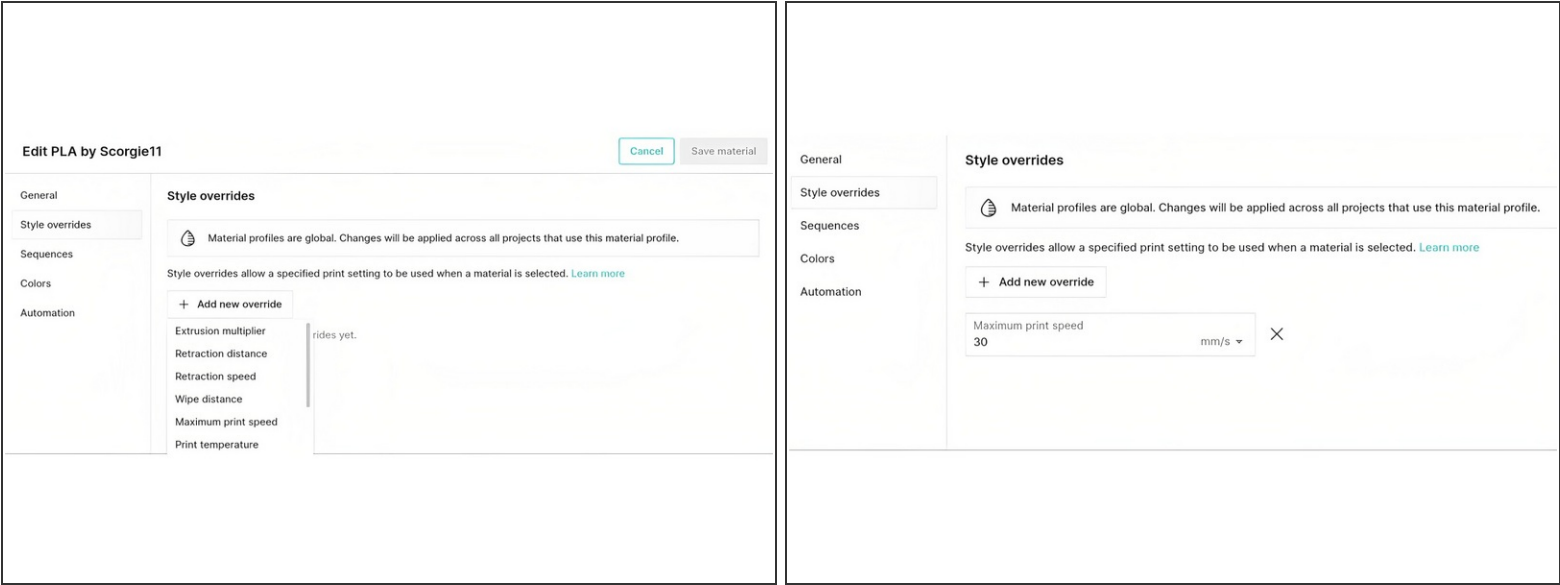 Edit PLA by Scorgie11
Cancel
Save material
General
Style overrides
Sequences
Colors
Automation
Style overrides
Material profiles are global. Changes will be applied across all projects that use this material profile.
Style overrides allow a specified print setting to be used when a material is selected. Learn more
+ Add new override
rides yet.
Extrusion multiplier
Retraction distance
Retraction speed
Wipe distance
Maximum print speed
Print temperature
General
Style overrides
Sequences
Colors
Automation
Style overrides
Material profiles are global. Changes will be applied across all projects that use this material profile.
Style overrides allow a specified print setting to be used when a material is selected. Learn more
+ Add new override
Maximum print speed
30 mm/s